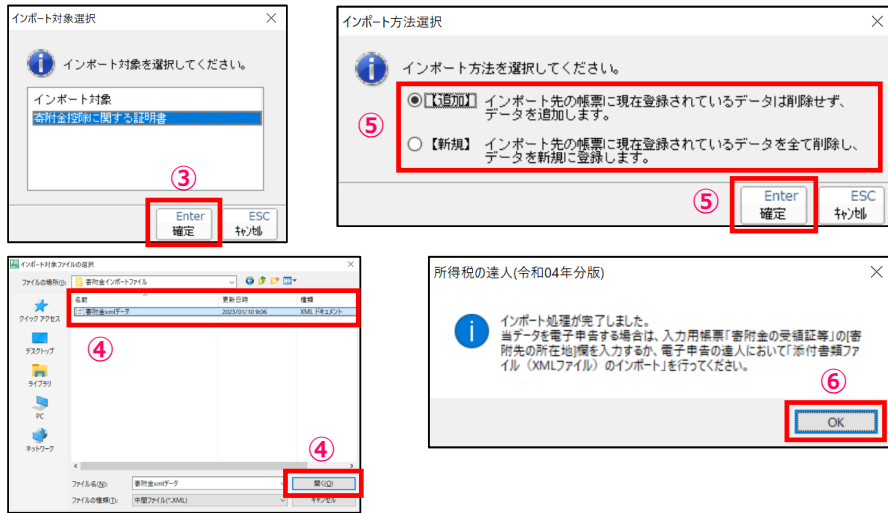 インポート対象選択
インポート対象を選択してください。
インポート対象
寄附金控除に関する証明書
③
Enter
確定
ESC
ｷｬﾝｾﾙ
インポート方法選択
インポート方法を選択してください。
⑤
【追加】 インポート先の帳票に現在登録されているデータは削除せず、
データを追加します。
【新規】 インポート先の帳票に現在登録されているデータを全て削除し、
データを新規に登録します。
⑤
Enter
確定
ESC
ｷｬﾝｾﾙ
インポート対象ファイルの選択
ファイルの場所(I):
寄附金インポートファイル
名前
更新日時
種類
寄附金xmlデータ
2023/01/10 9:06
XML ドキュメント
クイック アクセス
デスクトップ
ライブラリ
PC
ネットワーク
④
④
ファイル名(N):
寄附金xmlデータ
開く(O)
ファイルの種類(T):
中間ファイル(*.XML)
キャンセル
所得税の達人(令和04年分版)
インポート処理が完了しました。
当データを電子申告する場合は、入力用帳票「寄附金の受領証等」の[寄
附先の所在地]欄を入力するか、電子申告の達人において「添付書類ファ
イル（XMLファイル）のインポート」を行ってください。
⑥
OK